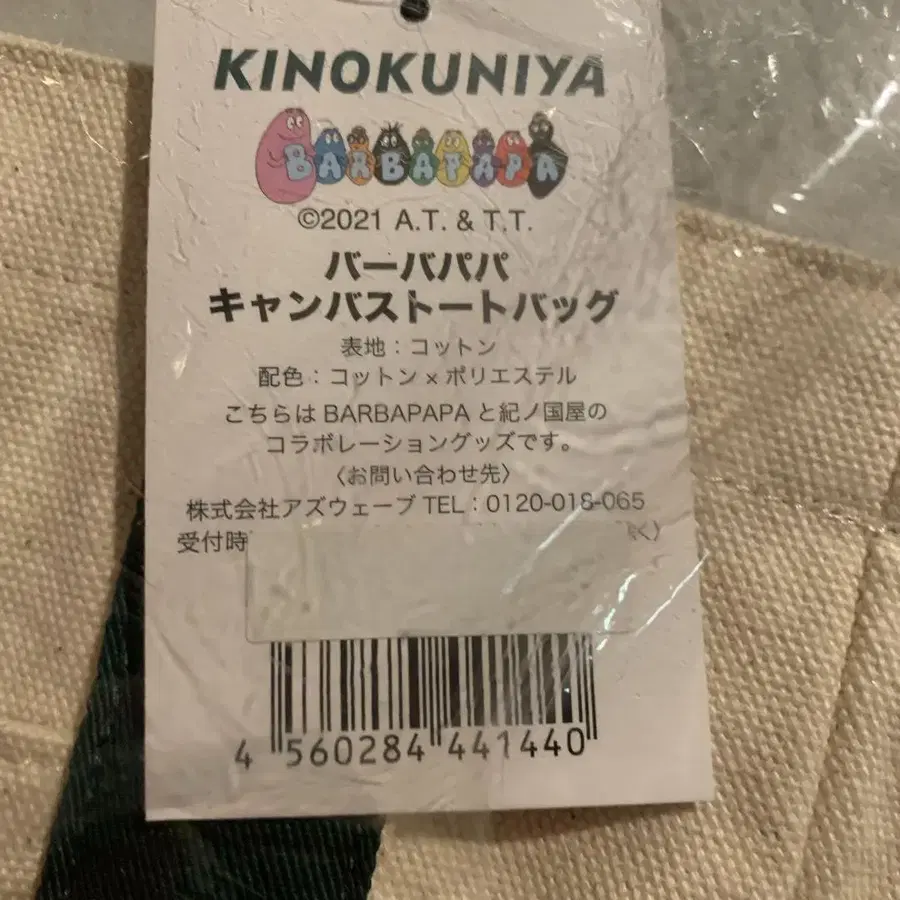 KINOKUNIYA
BARBAPAPA
©2021 A.T. & T.T.
バーバパパ
キャンバストートバッグ
表地：コットン
配色：コットン×ポリエステル
こちらは BARBAPAPA と紀ノ国屋の
コラボレーショングッズです。
〈お問い合わせ先〉
株式会社アズウェーブ TEL：0120-018-065
受付時
4 560284 441440